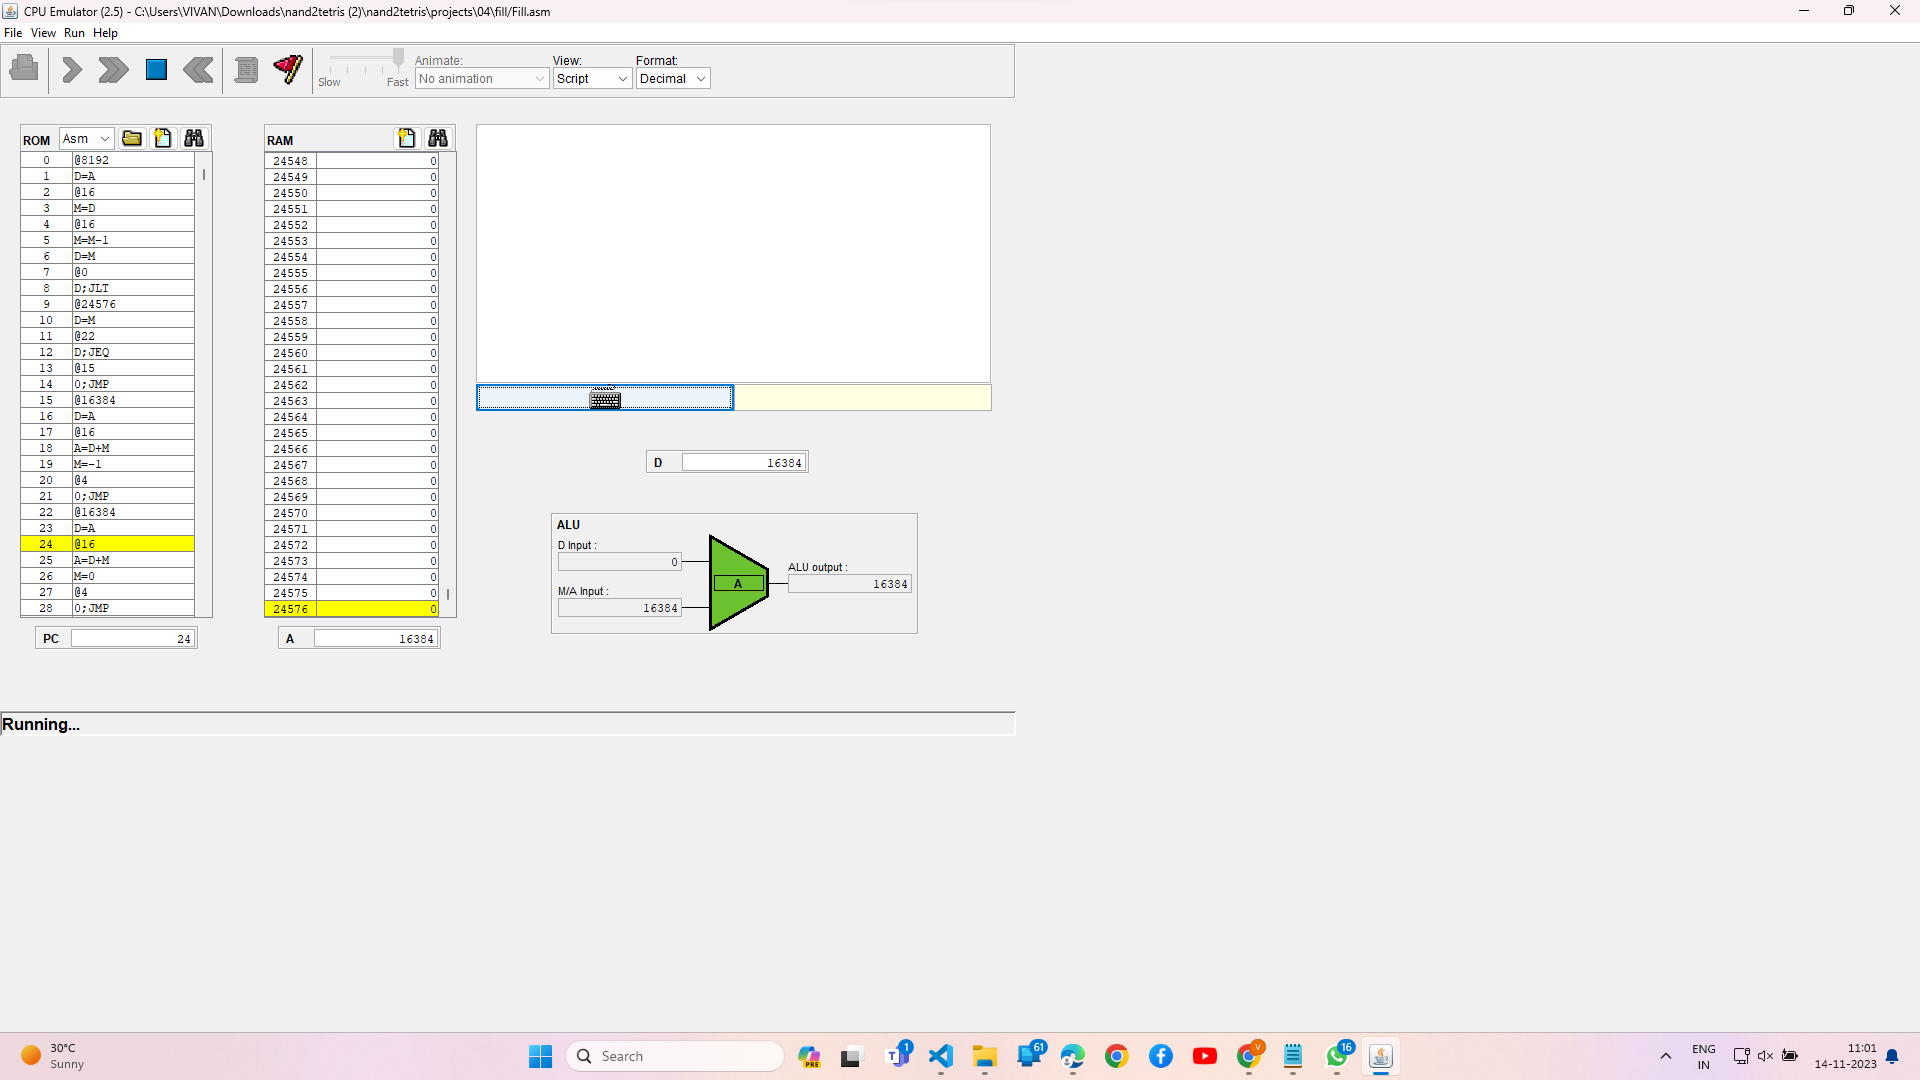 CPU Emulator (2.5) - C:\Users\VIVAN\Downloads\nand2tetris (2)\nand2tetris\projects\04\fill/Fill.asm
File View Run Help
Slow Fast
Animate:
No animation
View:
Script
Format:
Decimal
ROM Asm
0 @8192
1 D=A
2 @16
3 M=D
4 @16
5 M=M-1
6 D=M
7 @0
8 D;JLT
9 @24576
10 D=M
11 @22
12 D;JEQ
13 @15
14 0;JMP
15 @16384
16 D=A
17 @16
18 A=D+M
19 M=-1
20 @4
21 0;JMP
22 @16384
23 D=A
24 @16
25 A=D+M
26 M=0
27 @4
28 0;JMP
PC 24
RAM
24548 0
24549 0
24550 0
24551 0
24552 0
24553 0
24554 0
24555 0
24556 0
24557 0
24558 0
24559 0
24560 0
24561 0
24562 0
24563 0
24564 0
24565 0
24566 0
24567 0
24568 0
24569 0
24570 0
24571 0
24572 0
24573 0
24574 0
24575 0
24576 0
A 16384
D 16384
ALU
D Input :
0
M/A Input :
16384
A
ALU output :
16384
Running...
30°C
Sunny
Search
PRE
T
1
61
V
16
ENG
IN
11:01
14-11-2023